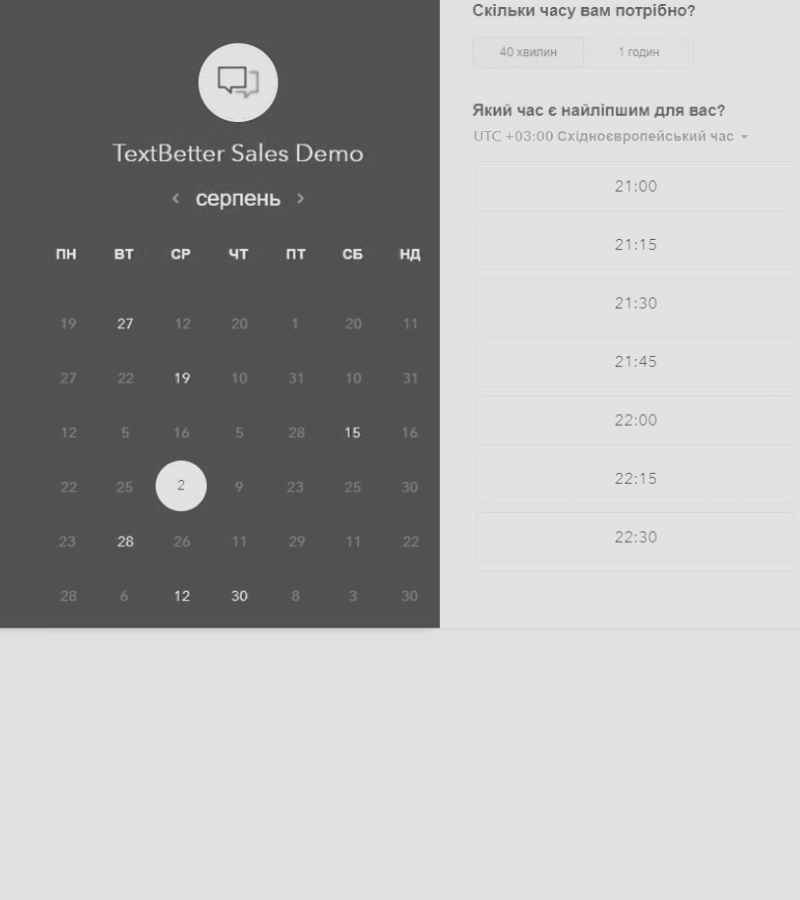 TextBetter Sales Demo
серпень
ПН ВТ СР ЧТ ПТ СБ НД
19 27 12 20 1 20 11
27 22 19 10 31 10 31
12 5 16 5 28 15 16
22 25 2 9 23 25 30
23 28 26 11 29 11 22
28 6 12 30 8 3 30
Скільки часу вам потрібно?
40 хвилин 1 годин
Який час є найліпшим для вас?
UTC +03:00 Східноєвропейський час
21:00
21:15
21:30
21:45
22:00
22:15
22:30